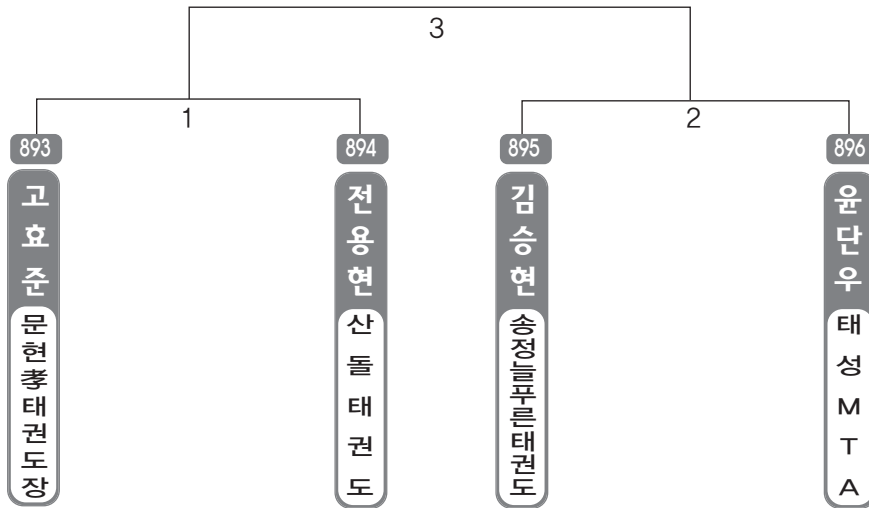 3
1
2
893
894
895
896
고효준
전용현
김승현
윤단우
문현孝태권도장
산돌태권도
송정늘푸른태권도
태성MTA